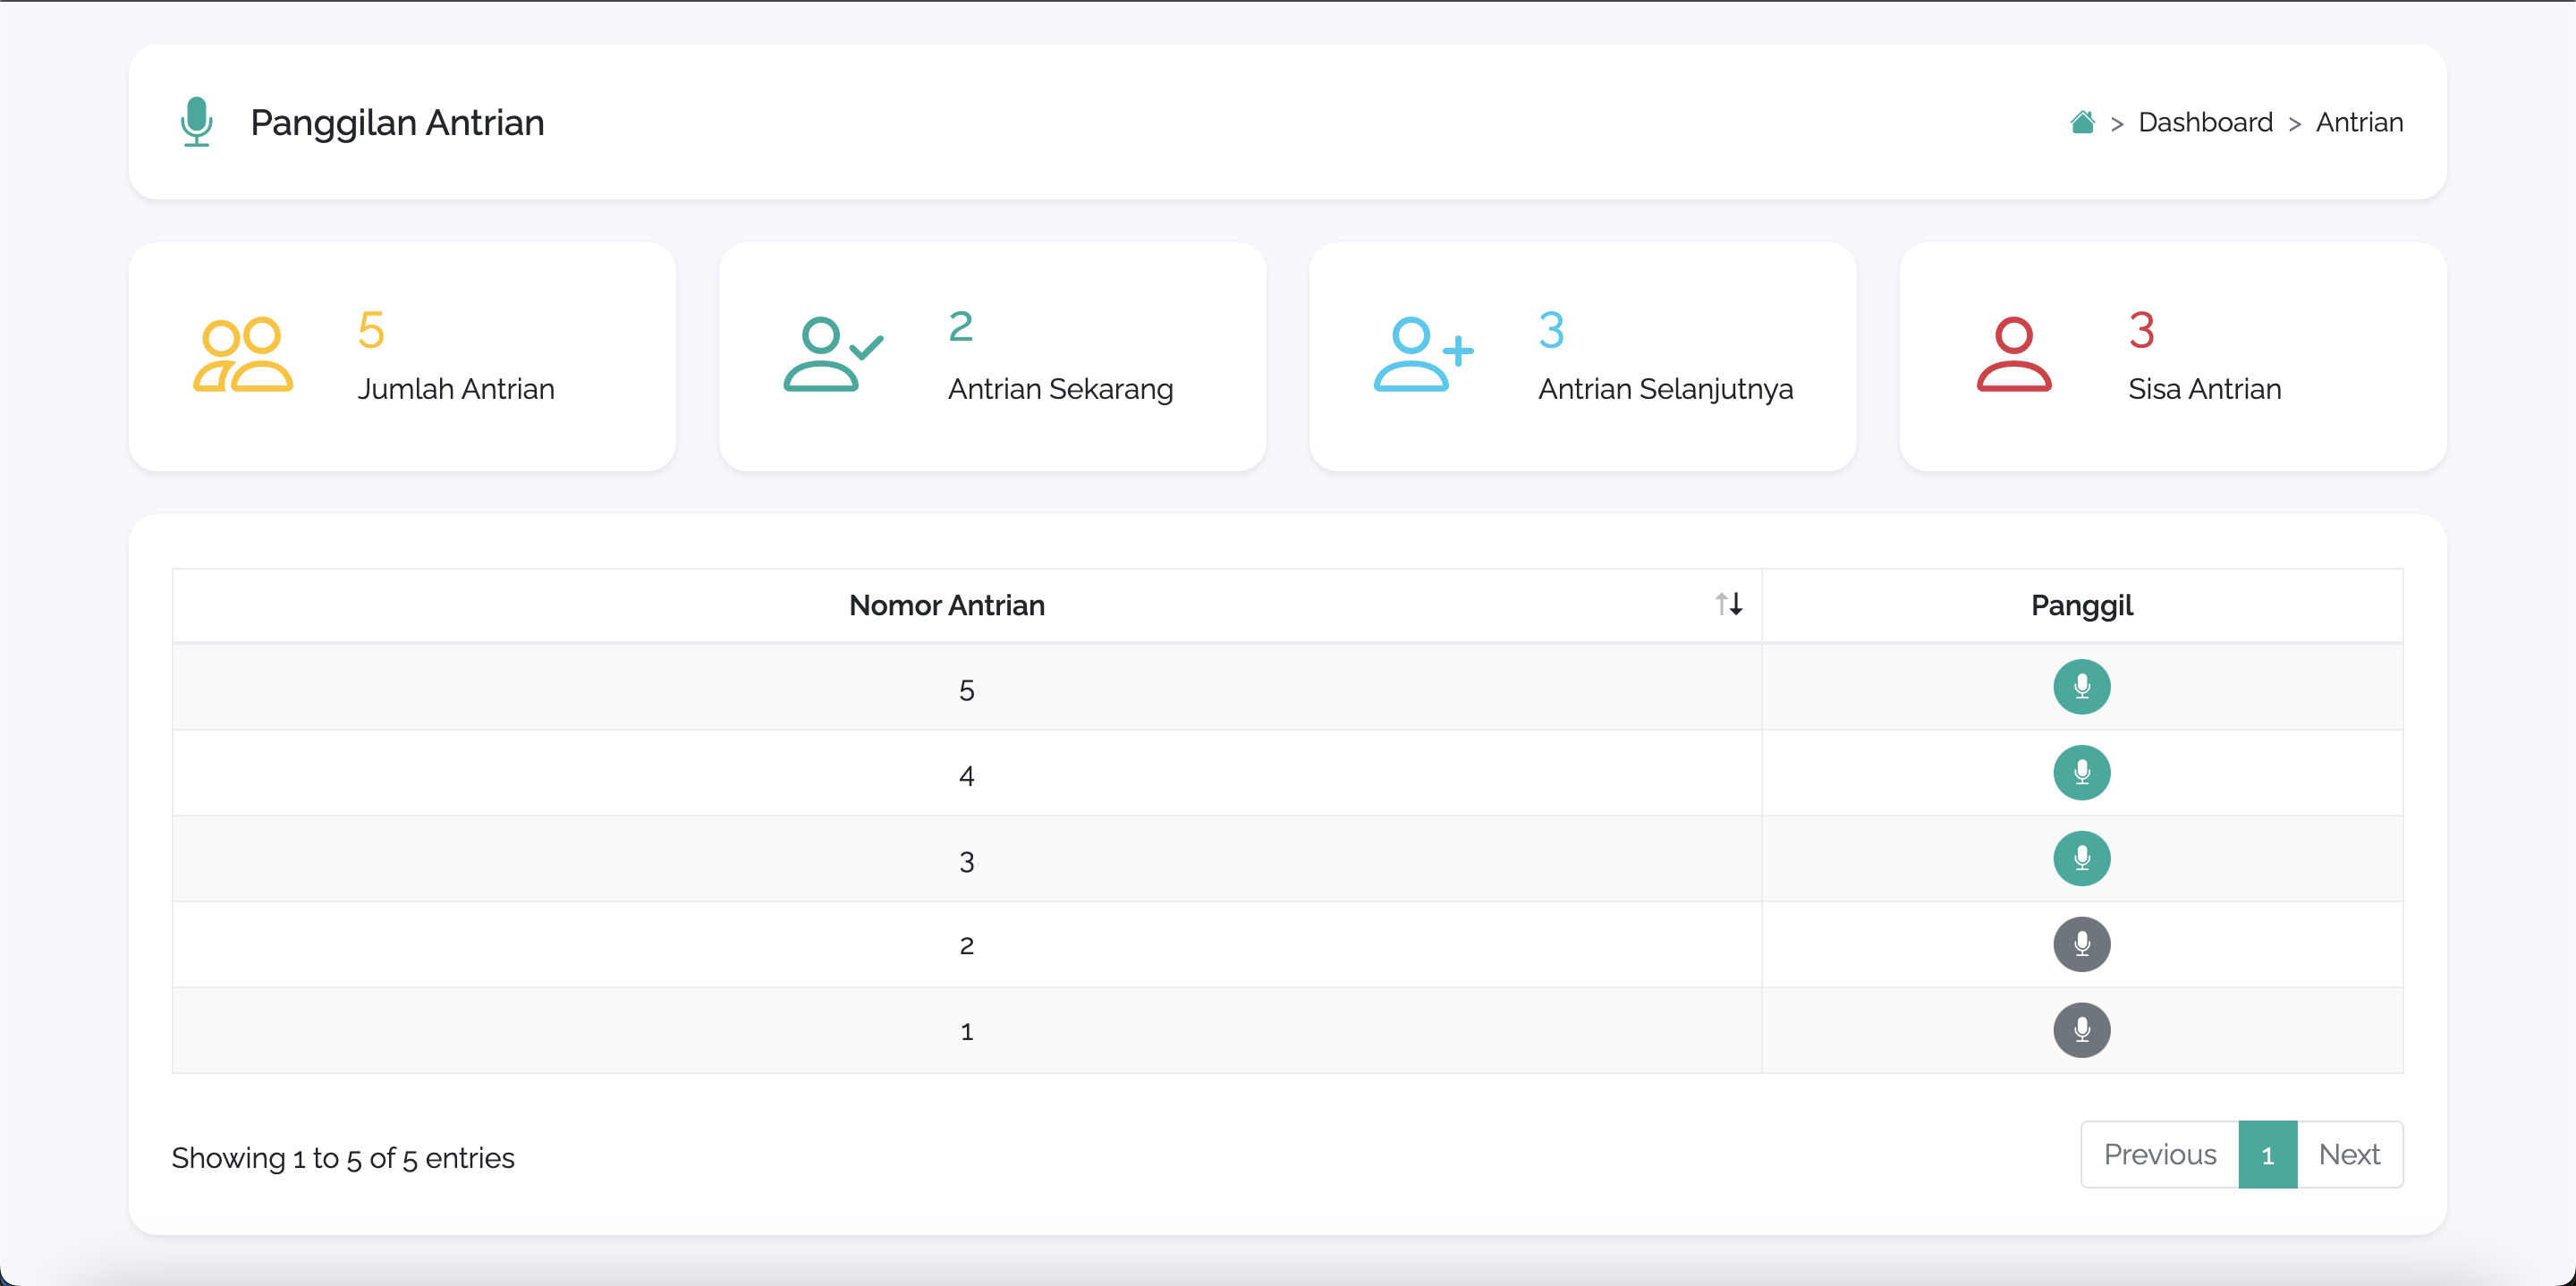 Panggilan Antrian
> Dashboard > Antrian
5
Jumlah Antrian
2
Antrian Sekarang
3
Antrian Selanjutnya
3
Sisa Antrian
Nomor Antrian Panggil
5
4
3
2
1
Showing 1 to 5 of 5 entries
Previous 1 Next